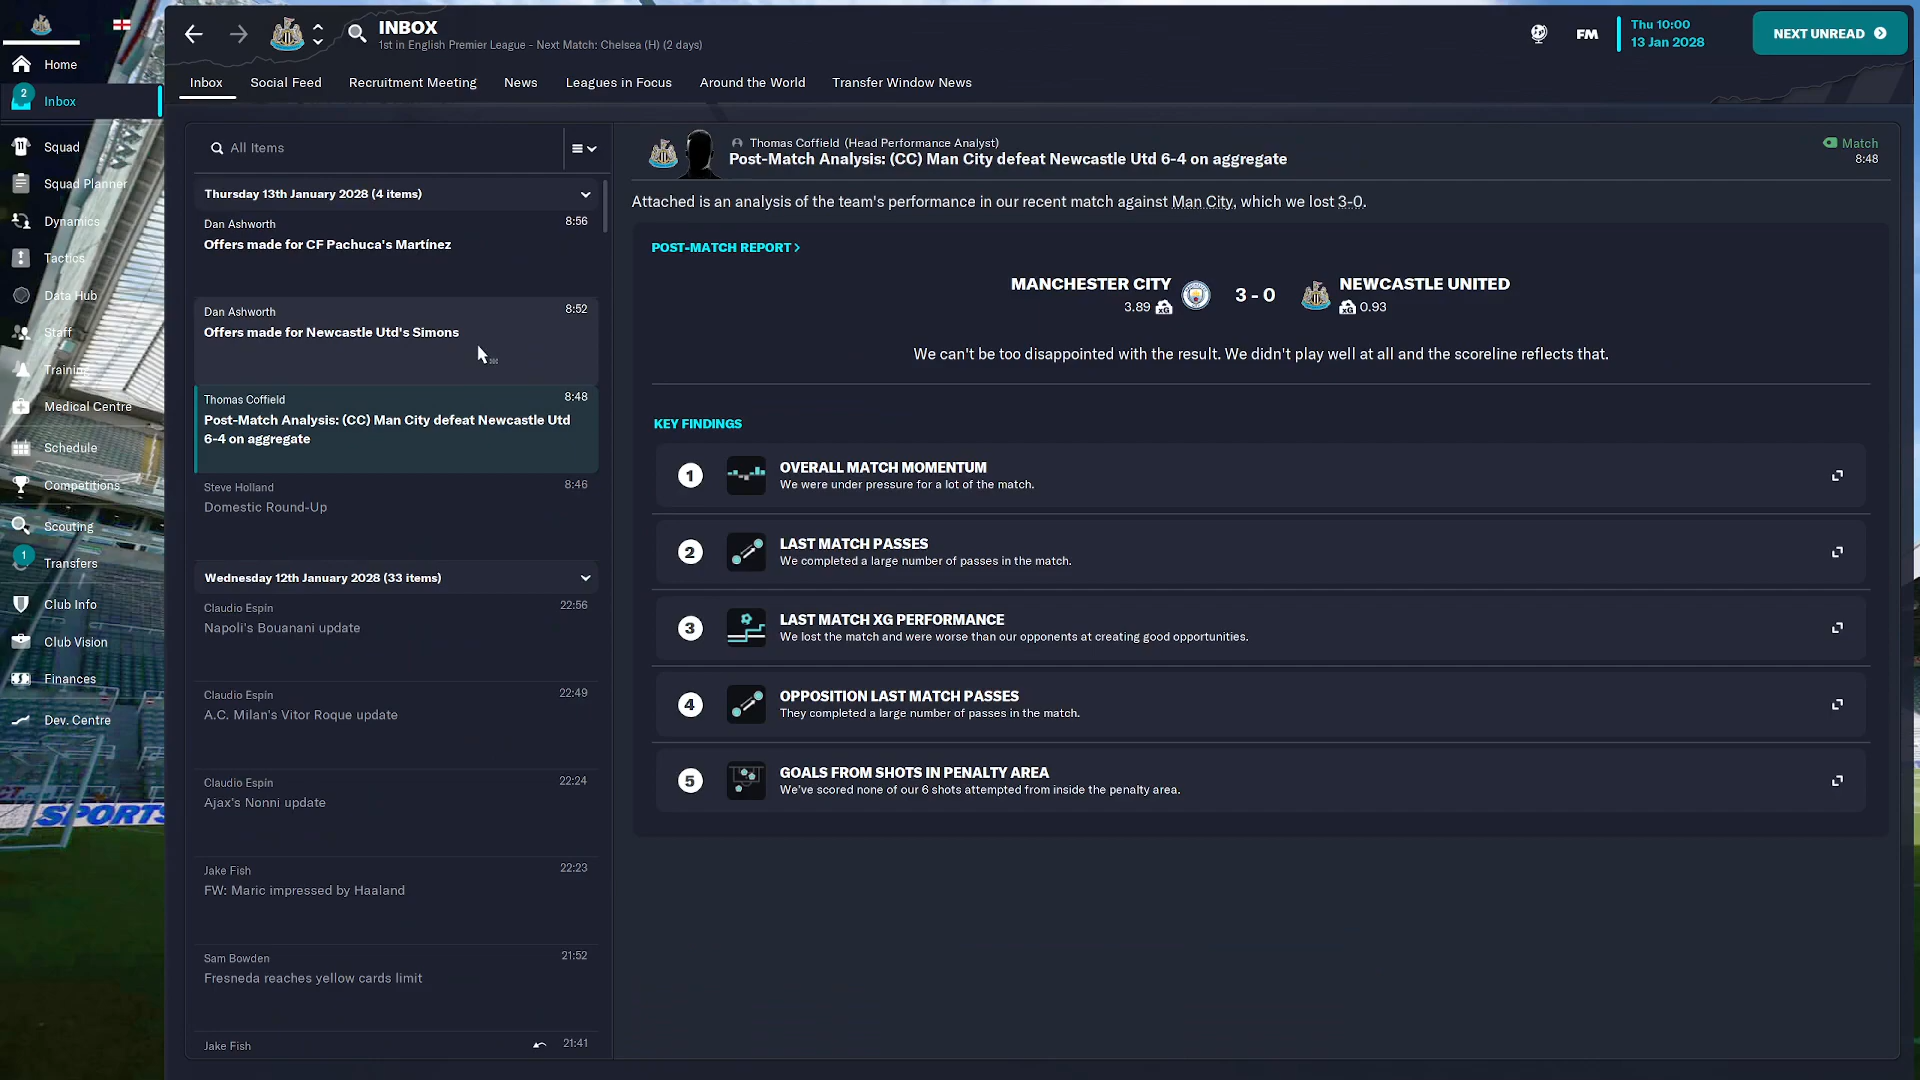 INBOX
1st in English Premier League - Next Match: Chelsea (H) (2 days)
FM
Thu 10:00
13 Jan 2028
NEXT UNREAD
Home
2
Inbox
Squad
Squad Planner
Dynamics
Tactics
Data Hub
Staff
Training
Medical Centre
Schedule
Competitions
Scouting
1
Transfers
Club Info
Club Vision
Finances
Dev. Centre
Inbox Social Feed Recruitment Meeting News Leagues in Focus Around the World Transfer Window News
All Items
Thursday 13th January 2028 (4 items)
Dan Ashworth 8:56
Offers made for CF Pachuca's Martínez
Dan Ashworth 8:52
Offers made for Newcastle Utd's Simons
Thomas Coffield 8:48
Post-Match Analysis: (CC) Man City defeat Newcastle Utd
6-4 on aggregate
Steve Holland 8:46
Domestic Round-Up
Wednesday 12th January 2028 (33 items)
Claudio Espín 22:56
Napoli's Bouanani update
Claudio Espín 22:49
A.C. Milan's Vitor Roque update
Claudio Espín 22:24
Ajax's Nonni update
Jake Fish 22:23
FW: Maric impressed by Haaland
Sam Bowden 21:52
Fresneda reaches yellow cards limit
Jake Fish 21:41
Thomas Coffield (Head Performance Analyst)
Post-Match Analysis: (CC) Man City defeat Newcastle Utd 6-4 on aggregate
Match
8:48
Attached is an analysis of the team's performance in our recent match against Man City, which we lost 3-0.
POST-MATCH REPORT >
MANCHESTER CITY 3 - 0 NEWCASTLE UNITED
3.89 xG xG 0.93
We can't be too disappointed with the result. We didn't play well at all and the scoreline reflects that.
KEY FINDINGS
1 OVERALL MATCH MOMENTUM
We were under pressure for a lot of the match.
2 LAST MATCH PASSES
We completed a large number of passes in the match.
3 LAST MATCH XG PERFORMANCE
We lost the match and were worse than our opponents at creating good opportunities.
4 OPPOSITION LAST MATCH PASSES
They completed a large number of passes in the match.
5 GOALS FROM SHOTS IN PENALTY AREA
We've scored none of our 6 shots attempted from inside the penalty area.
SPORTS